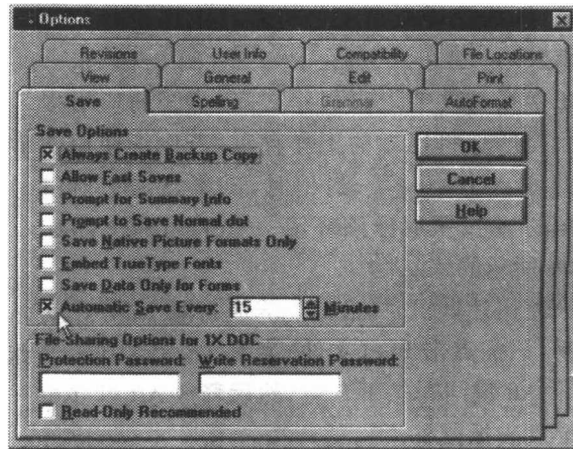 Options
Revisions User Info Compatibility File Locations
View General Edit Print
Save Spelling Grammar AutoFormat
Save Options
Always Create Backup Copy
OK
Allow Fast Saves
Cancel
Prompt for Summary Info
Help
Prompt to Save Normal.dot
Save Native Picture Formats Only
Embed TrueType Fonts
Save Data Only for Forms
Automatic Save Every: 15 Minutes
File-Sharing Options for 1X.DOC
Protection Password: Write Reservation Password:
Read-Only Recommended